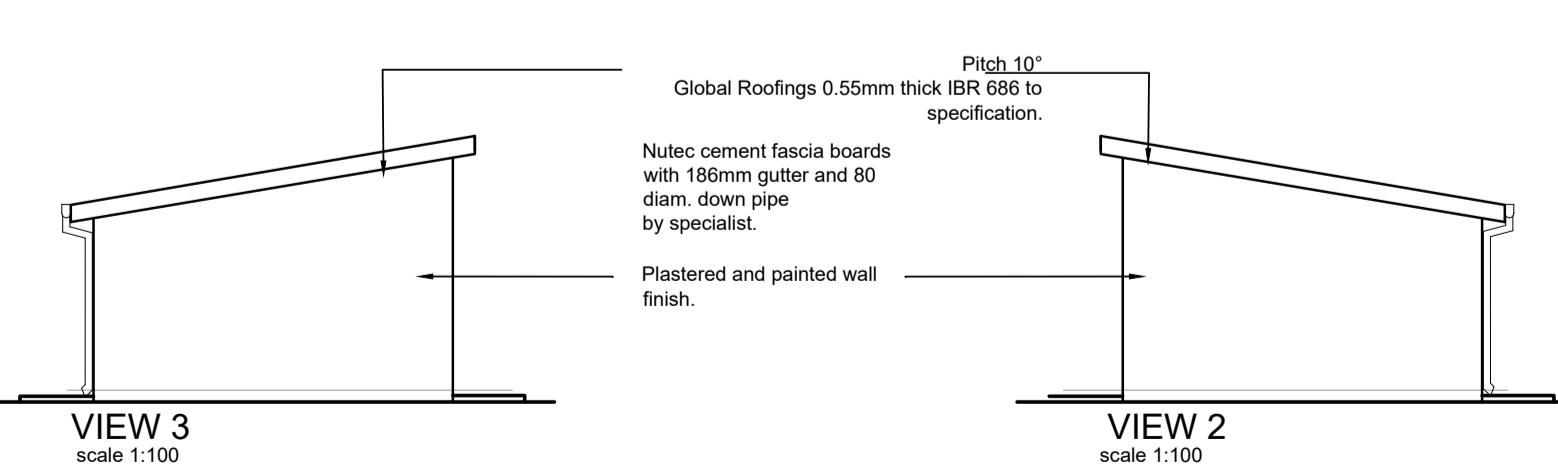 Pitch 10°
Global Roofings 0.55mm thick IBR 686 to
specification.
Nutec cement fascia boards
with 186mm gutter and 80
diam. down pipe
by specialist.
Plastered and painted wall
finish.
VIEW 3
scale 1:100
VIEW 2
scale 1:100